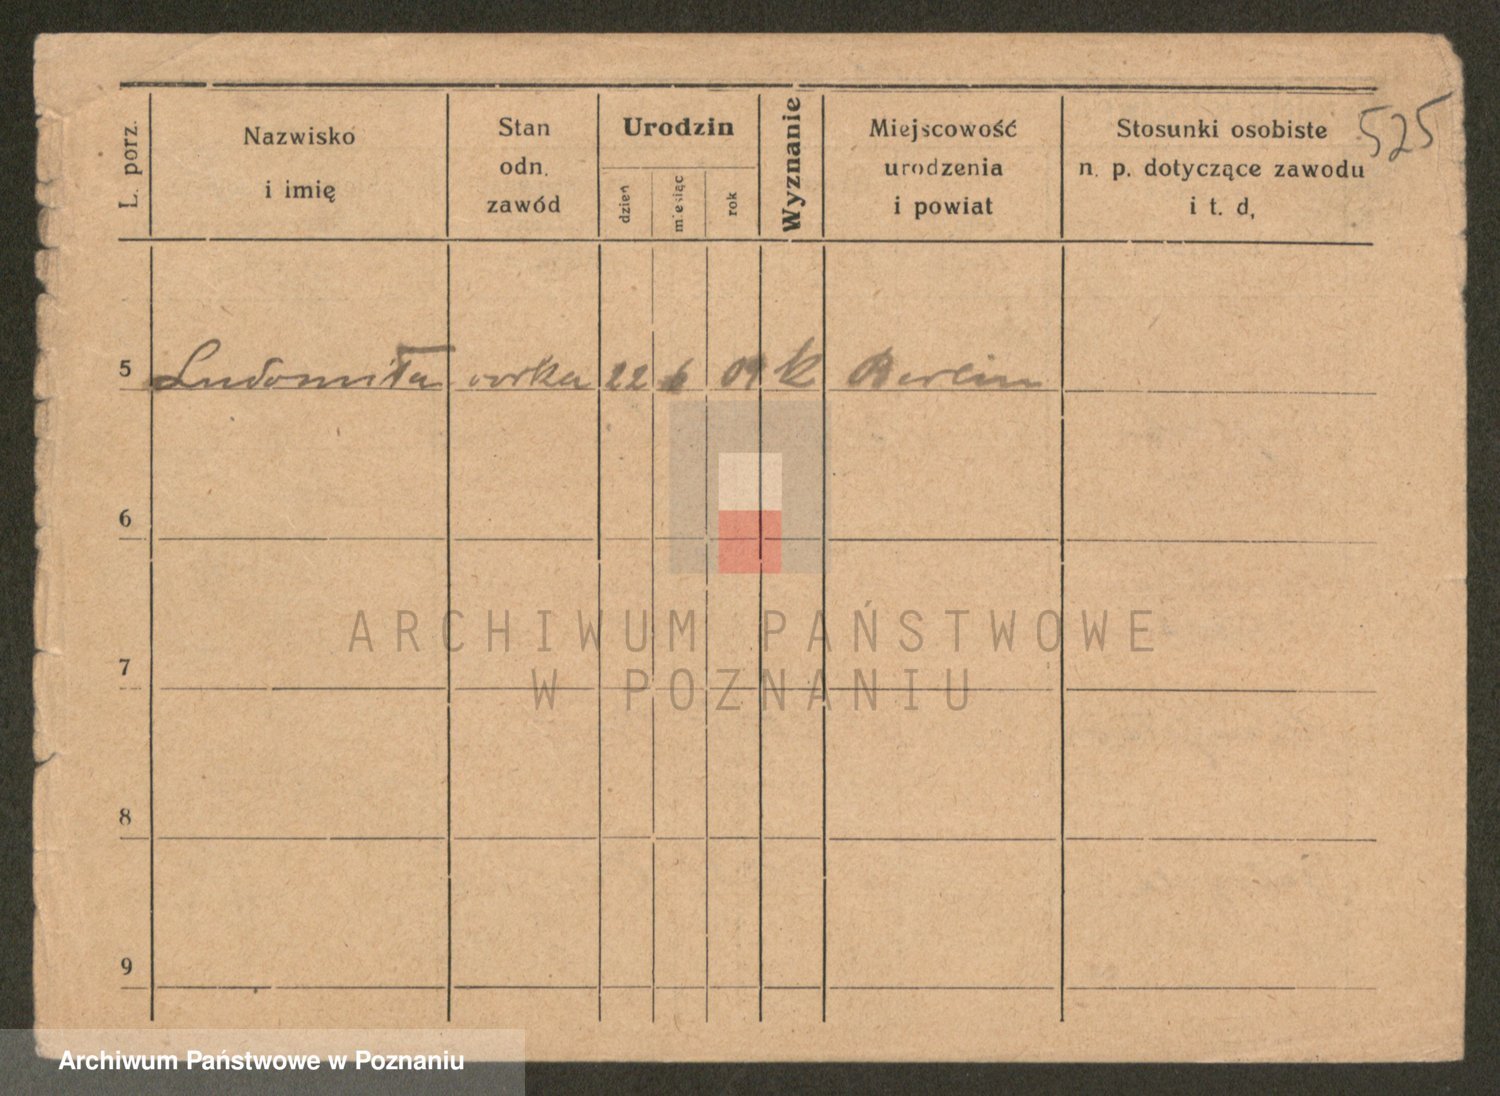 525
L. porz.
Nazwisko
i imię
Stan
odn.
zawód
Urodzin
dzień
miesiąc
rok
Wyznanie
Miejscowość
urodzenia
i powiat
Stosunki osobiste
n. p. dotyczące zawodu
i t. d,
5 Ludomiła córka 22 6 09 k Berlin
6
7
8
9
ARCHIWUM PAŃSTWOWE
W POZNANIU
Archiwum Państwowe w Poznaniu